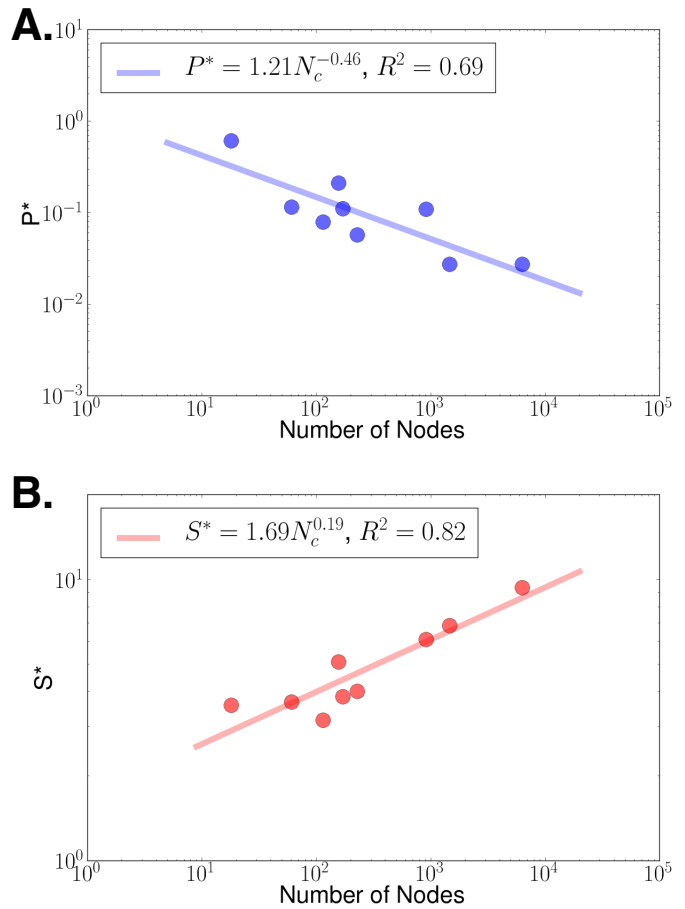 A.
10^1
P* = 1.21N_c^{-0.46}, R^2 = 0.69
10^0
10^{-1}
P*
10^{-2}
10^{-3}
10^0 10^1 10^2 10^3 10^4 10^5
Number of Nodes
B.
S* = 1.69N_c^{0.19}, R^2 = 0.82
10^1
S*
10^0
10^0 10^1 10^2 10^3 10^4 10^5
Number of Nodes